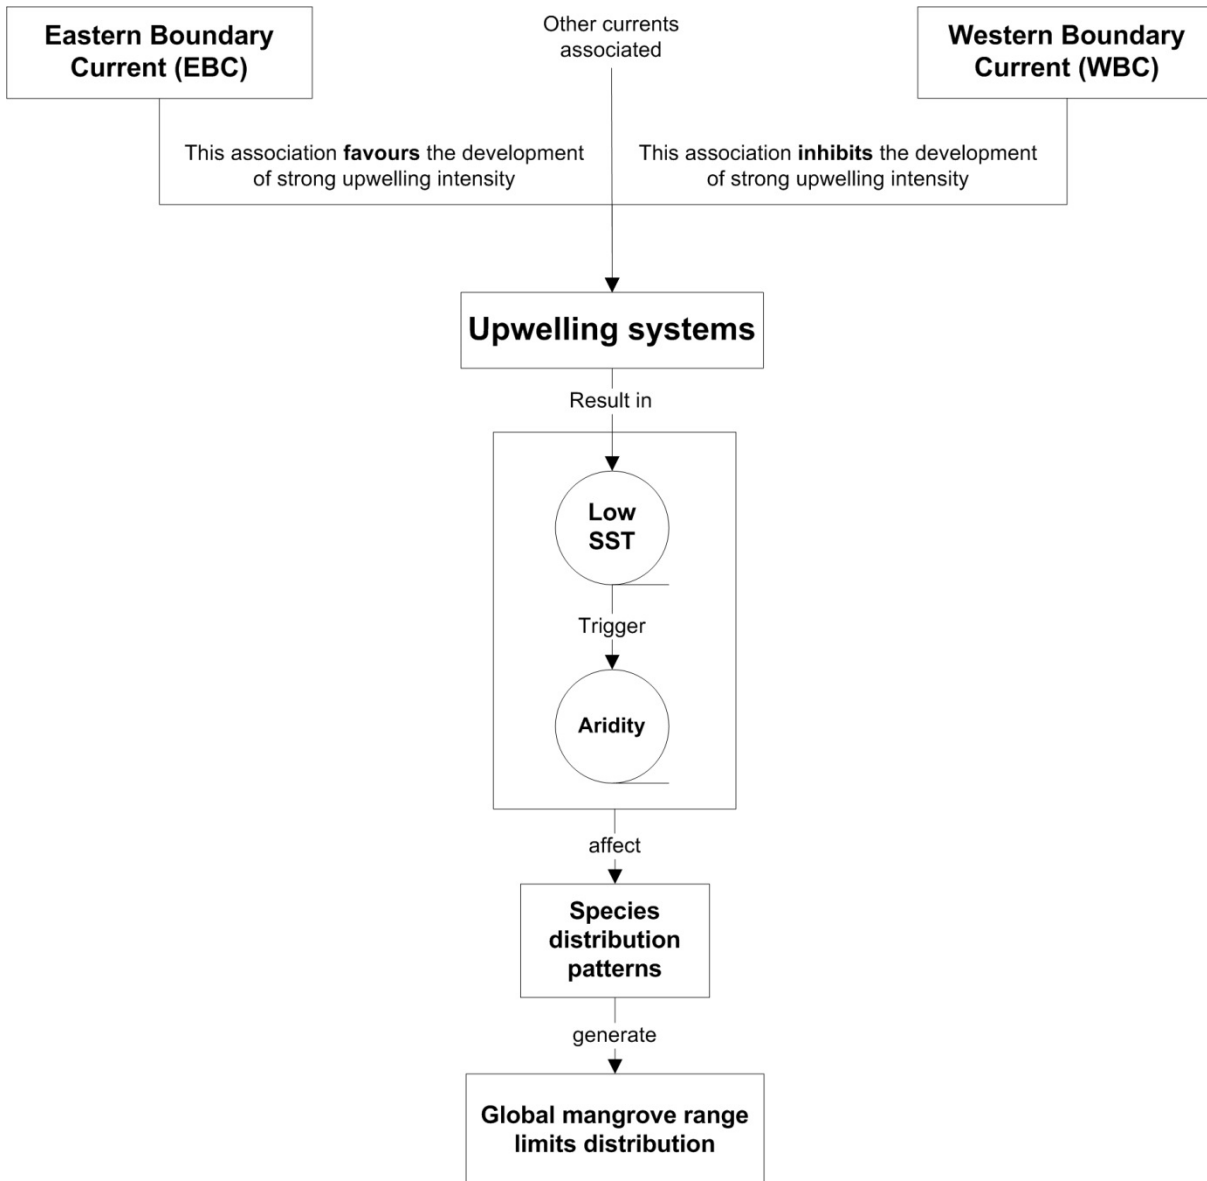 Eastern Boundary
Current (EBC)
Other currents
associated
Western Boundary
Current (WBC)
This association favours the development
of strong upwelling intensity
This association inhibits the development
of strong upwelling intensity
Upwelling systems
Result in
Low
SST
Trigger
Aridity
affect
Species
distribution
patterns
generate
Global mangrove range
limits distribution